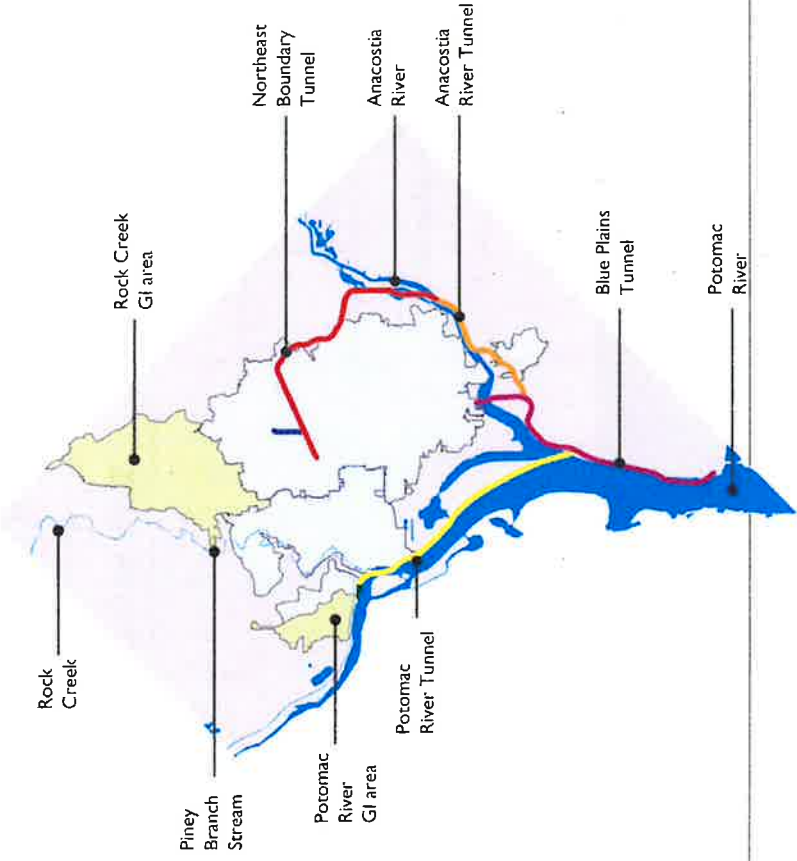 Rock
Creek
Piney
Branch
Stream
Potomac
River
GI area
Potomac
River Tunnel
Rock Creek
GI area
Northeast
Boundary
Tunnel
Anacostia
River
Anacostia
River Tunnel
Blue Plains
Tunnel
Potomac
River